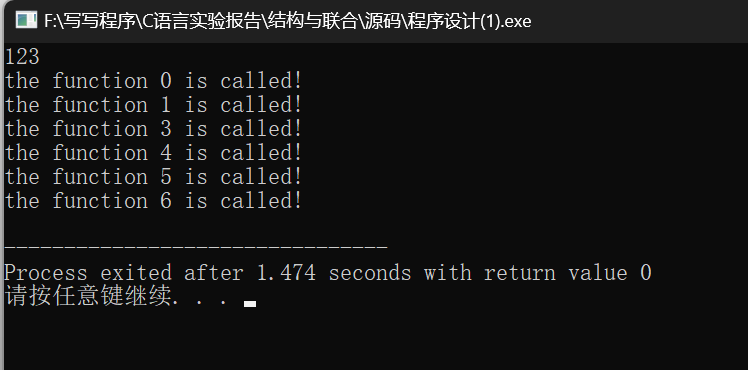 F:\写写程序\C语言实验报告\结构与联合\源码\程序设计(1).exe
123
the function 0 is called!
the function 1 is called!
the function 3 is called!
the function 4 is called!
the function 5 is called!
the function 6 is called!
--------------------------------
Process exited after 1.474 seconds with return value 0
请按任意键继续. . .